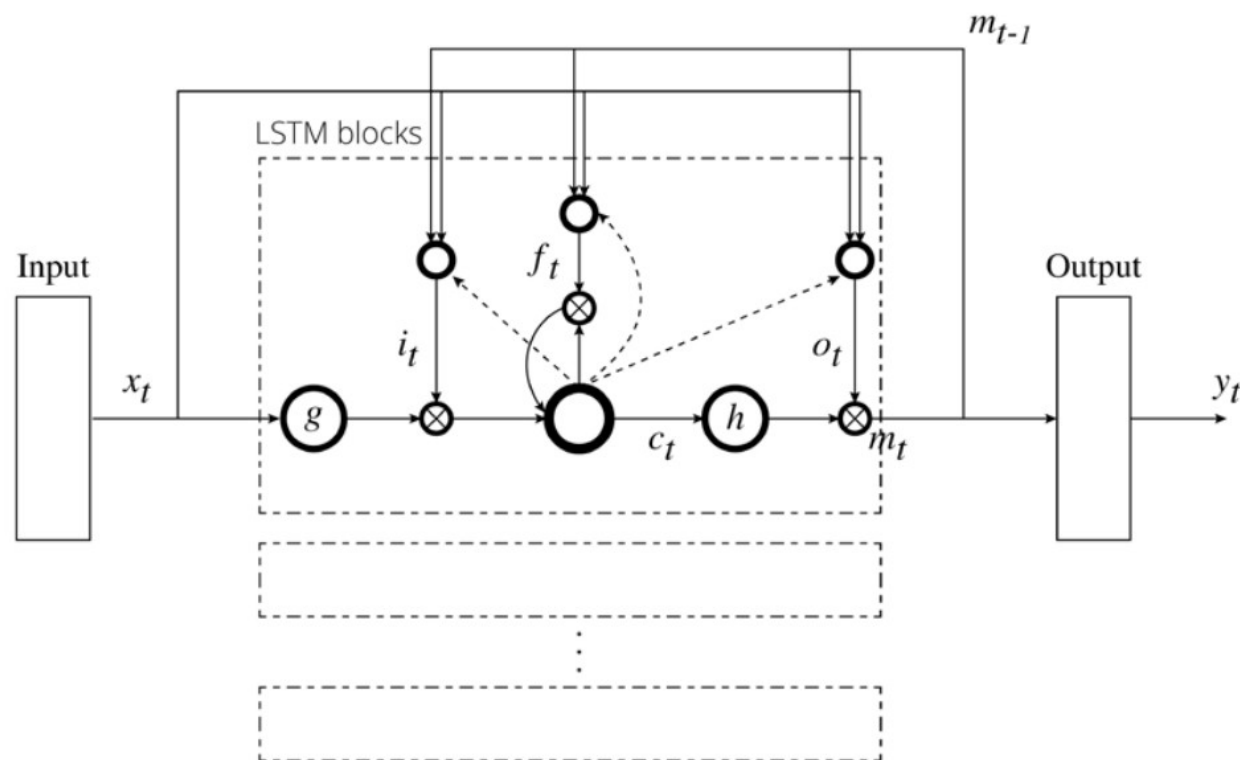 m_{t-1}
LSTM blocks
Input
Output
f_t
i_t
o_t
x_t
y_t
g
h
c_t
m_t